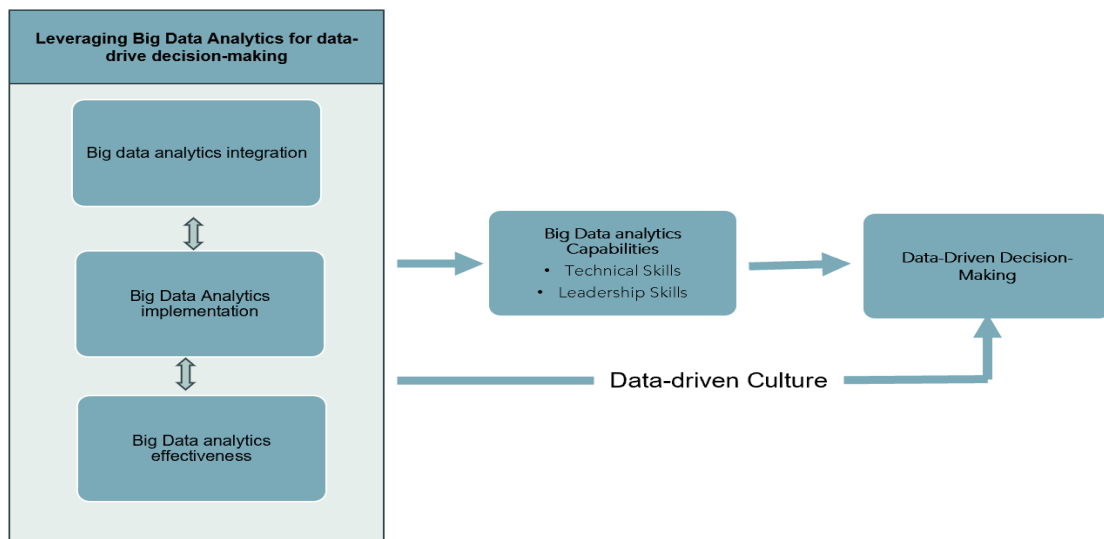 Leveraging Big Data Analytics for data-
drive decision-making
Big data analytics integration
Big Data Analytics
implementation
Big Data analytics
effectiveness
Big Data analytics
Capabilities
• Technical Skills
• Leadership Skills
Data-Driven Decision-
Making
Data-driven Culture